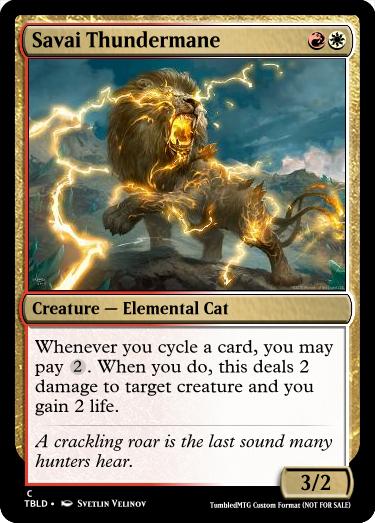 Savai Thundermane
Creature — Elemental Cat
Whenever you cycle a card, you may
pay 2. When you do, this deals 2
damage to target creature and you
gain 2 life.
A crackling roar is the last sound many
hunters hear.
3/2
C
TBLD • Svetlin Velinov
TumbledMTG Custom Format (NOT FOR SALE)